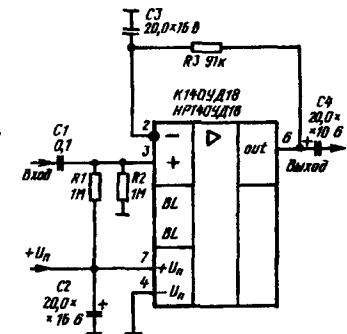 C3
20,0×16 В
R3 91к
К140УД18
НР140УД18
2
3
–
+
out
6
C4
20,0×
×10 В
+
Выход
C1
0,1
Вход
R1
1М
R2
1М
BL
BL
+Uп
7
+Uп
4
–Uп
C2
20,0×
×16 В
+